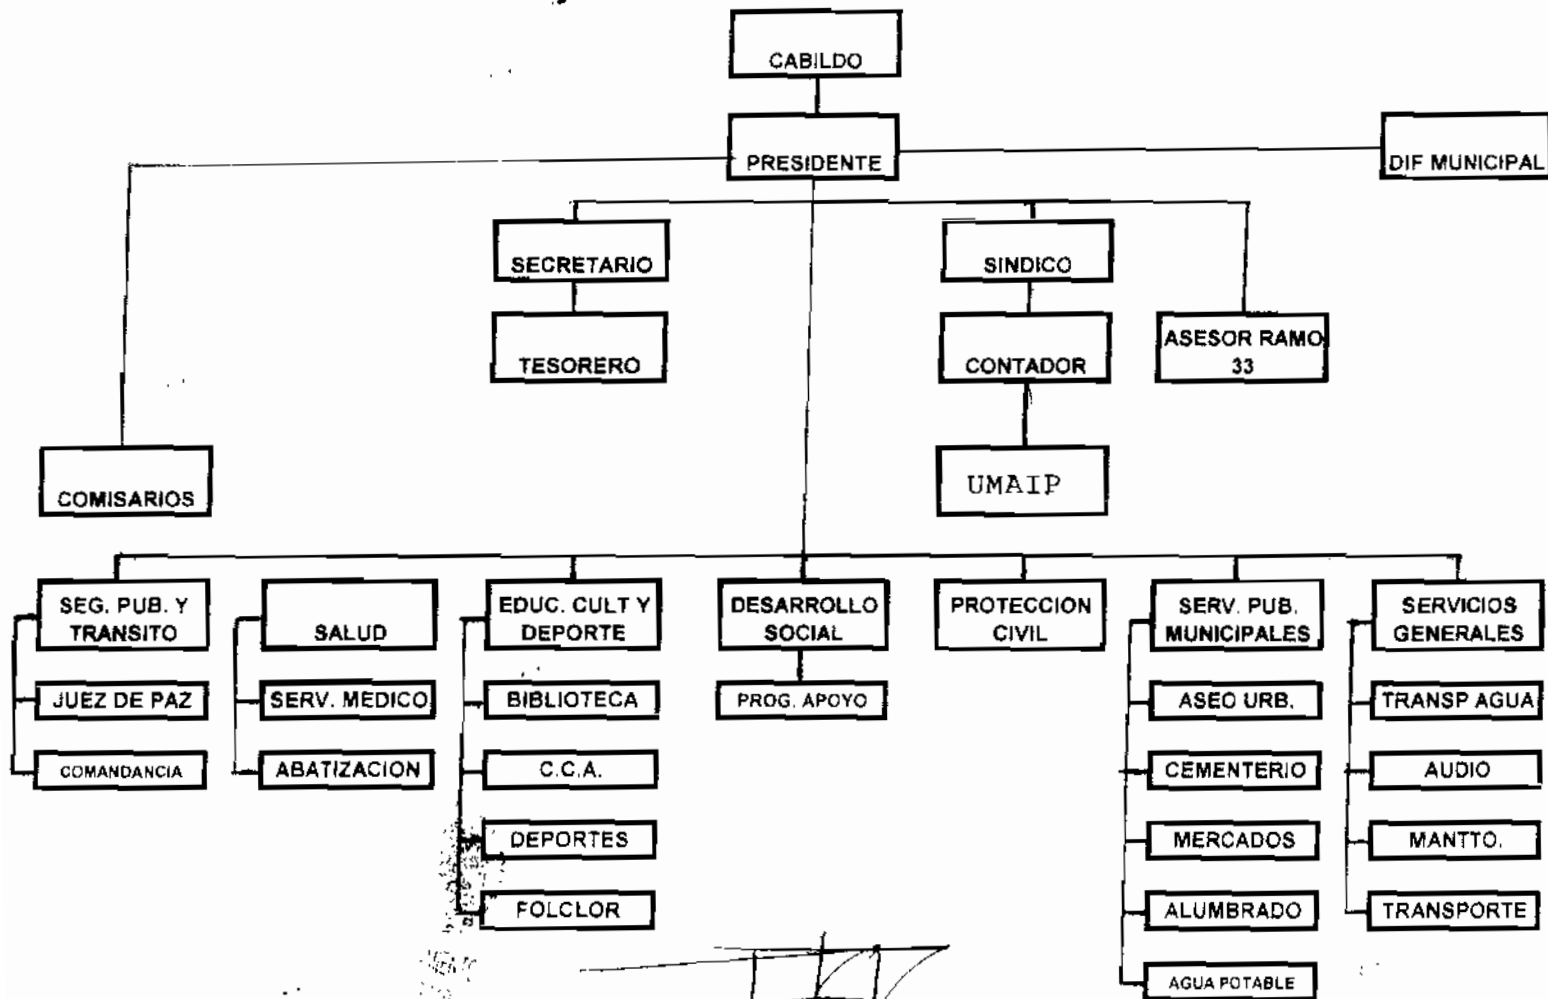 CABILDO
PRESIDENTE
DIF MUNICIPAL
SECRETARIO
SINDICO
TESORERO
CONTADOR
ASESOR RAMO
33
COMISARIOS
UMAIP
SEG. PUB. Y
TRANSITO
SALUD
EDUC. CULT Y
DEPORTE
DESARROLLO
SOCIAL
PROTECCION
CIVIL
SERV. PUB.
MUNICIPALES
SERVICIOS
GENERALES
JUEZ DE PAZ
SERV. MEDICO
BIBLIOTECA
PROG. APOYO
ASEO URB.
TRANSP AGUA
COMANDANCIA
ABATIZACION
C.C.A.
CEMENTERIO
AUDIO
DEPORTES
MERCADOS
MANTTO.
FOLCLOR
ALUMBRADO
TRANSPORTE
AGUA POTABLE